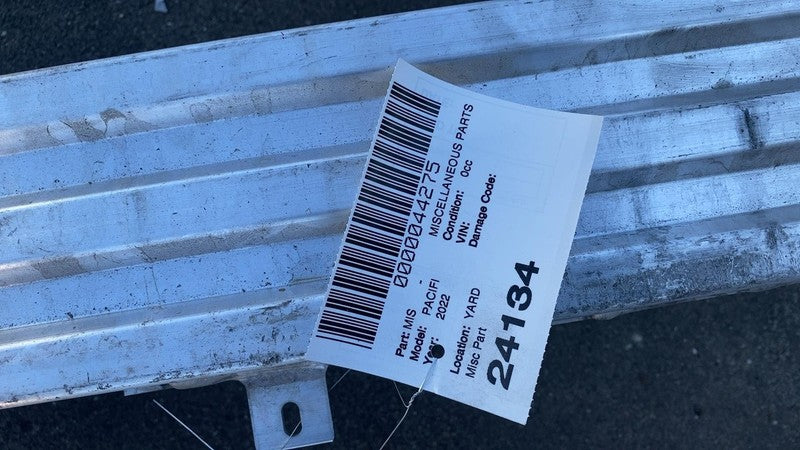 0000044275
Part: MIS - MISCELLANEOUS PARTS
Model: PACIFI Condition: 0cc
Year: 2022 VIN:
Damage Code:
Location: YARD
Misc Part
24134